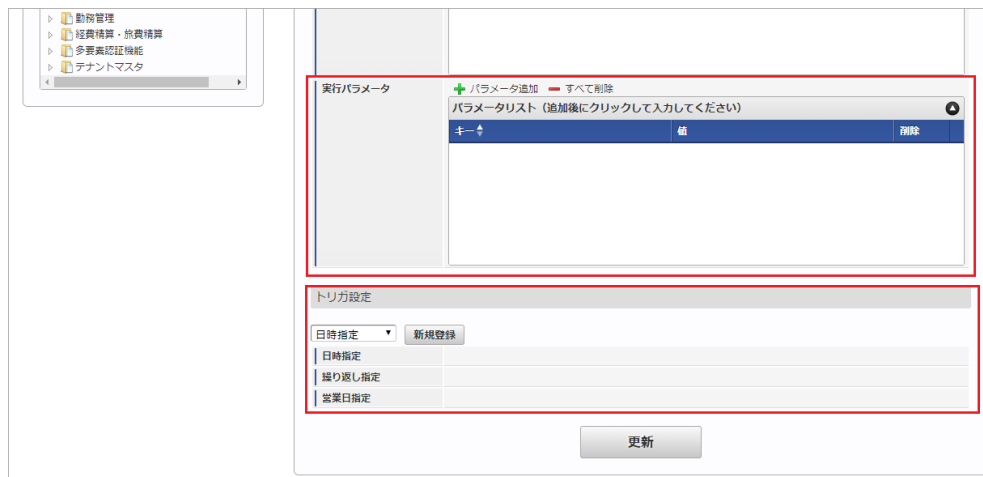 勤務管理
経費精算・旅費精算
多要素認証機能
テナントマスタ
実行パラメータ
パラメータ追加 すべて削除
パラメータリスト（追加後にクリックして入力してください）
キー 値 削除
トリガ設定
日時指定 新規登録
日時指定
繰り返し指定
営業日指定
更新